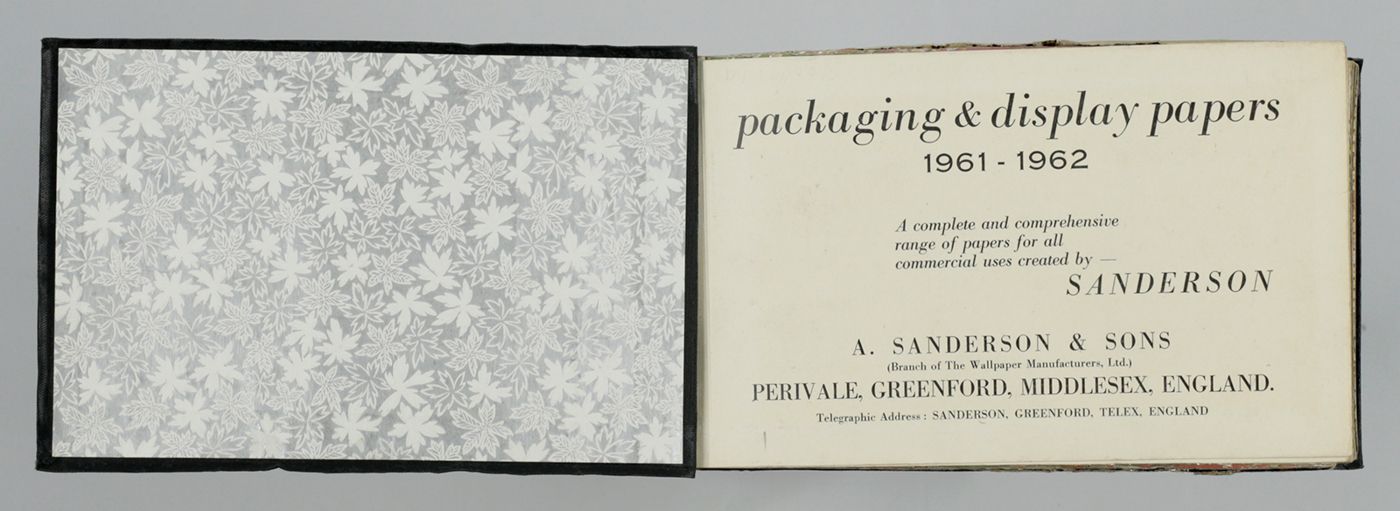 packaging & display papers
1961 - 1962
A complete and comprehensive
range of papers for all
commercial uses created by —
SANDERSON
A. SANDERSON & SONS
(Branch of The Wallpaper Manufacturers, Ltd.)
PERIVALE, GREENFORD, MIDDLESEX, ENGLAND.
Telegraphic Address : SANDERSON, GREENFORD, TELEX, ENGLAND